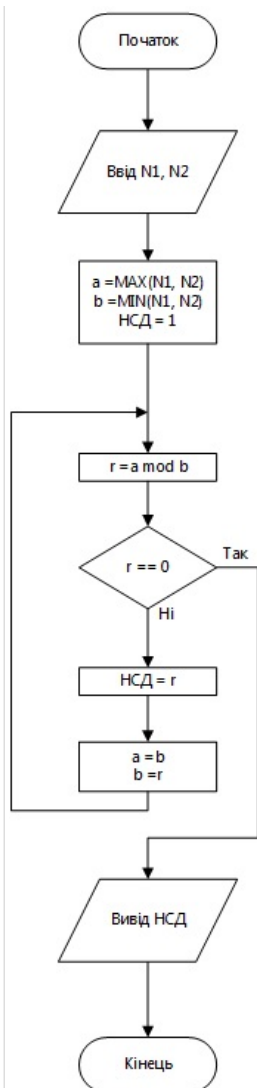 Початок
Ввід N1, N2
a =MAX(N1, N2)
b =MIN(N1, N2)
НСД = 1
r =a mod b
r == 0
Так
Ні
НСД = r
a =b
b =r
Вивід НСД
Кінець